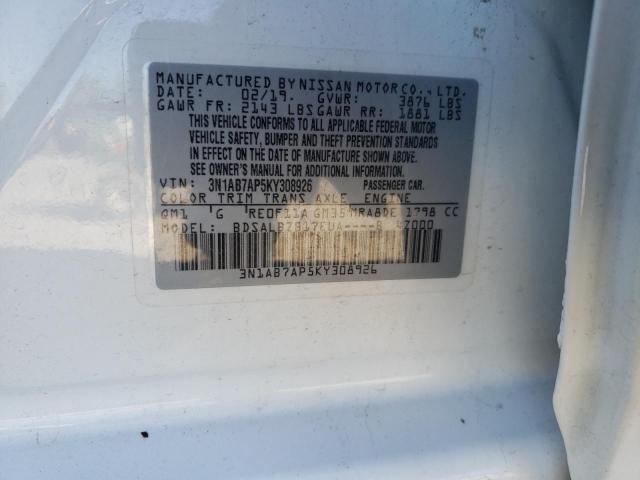 MANUFACTURED BY NISSAN MOTOR CO., LTD.
DATE: 02/19. GVWR: 3876 LBS
GAWR FR: 2143 LBS GAWR RR: 1881 LBS
THIS VEHICLE CONFORMS TO ALL APPLICABLE FEDERAL MOTOR
VEHICLE SAFETY, BUMPER AND THEFT PREVENTION STANDARDS
IN EFFECT ON THE DATE OF MANUFACTURE SHOWN ABOVE.
SEE OWNER'S MANUAL FOR ADDITIONAL INFORMATION.
VIN: 3N1AB7AP5KY308926 PASSENGER CAR.
COLOR TRIM TRANS AXLE ENGINE
QM1 G RE0F11A GM35 MRA8DE 1798 CC
MODEL:
3N1AB7AP5KY308926